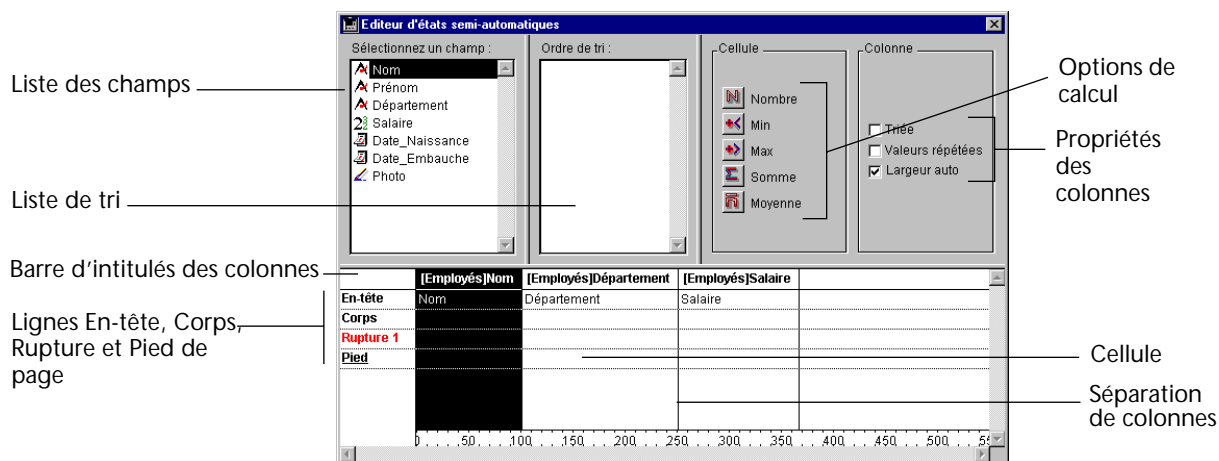 Editeur d'états semi-automatiques
Sélectionnez un champ :
Nom
Prénom
Département
Salaire
Date_Naissance
Date_Embauche
Photo
Ordre de tri :
Cellule
Nombre
Min
Max
Somme
Moyenne
Colonne
Triée
Valeurs répétées
Largeur auto
Liste des champs
Liste de tri
Options de
calcul
Propriétés
des
colonnes
Barre d'intitulés des colonnes
[Employés]Nom [Employés]Département [Employés]Salaire
En-tête Nom Département Salaire
Corps
Rupture 1
Pied
Lignes En-tête, Corps,
Rupture et Pied de
page
Cellule
Séparation
de colonnes
0 50 100 150 200 250 300 350 400 450 500 55